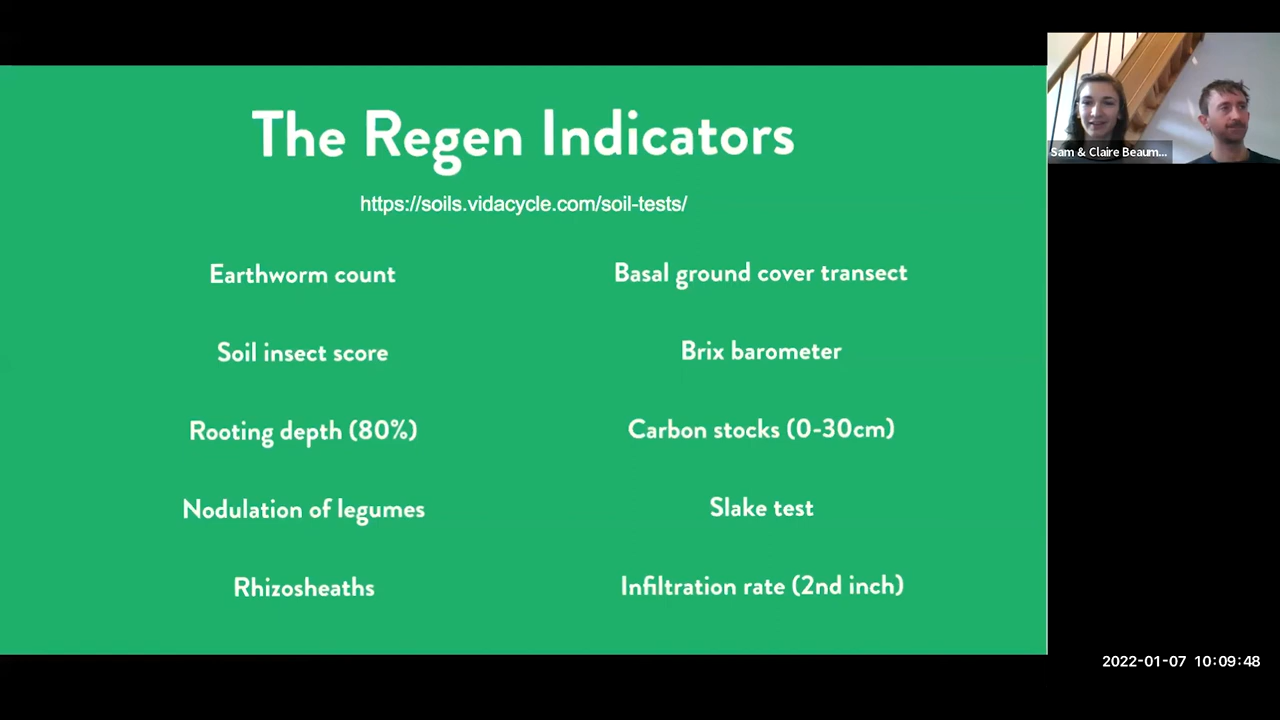 The Regen Indicators
https://soils.vidacycle.com/soil-tests/
Earthworm count
Basal ground cover transect
Soil insect score
Brix barometer
Rooting depth (80%)
Carbon stocks (0-30cm)
Nodulation of legumes
Slake test
Rhizosheaths
Infiltration rate (2nd inch)
Sam & Claire Beaum...
2022-01-07 10:09:48